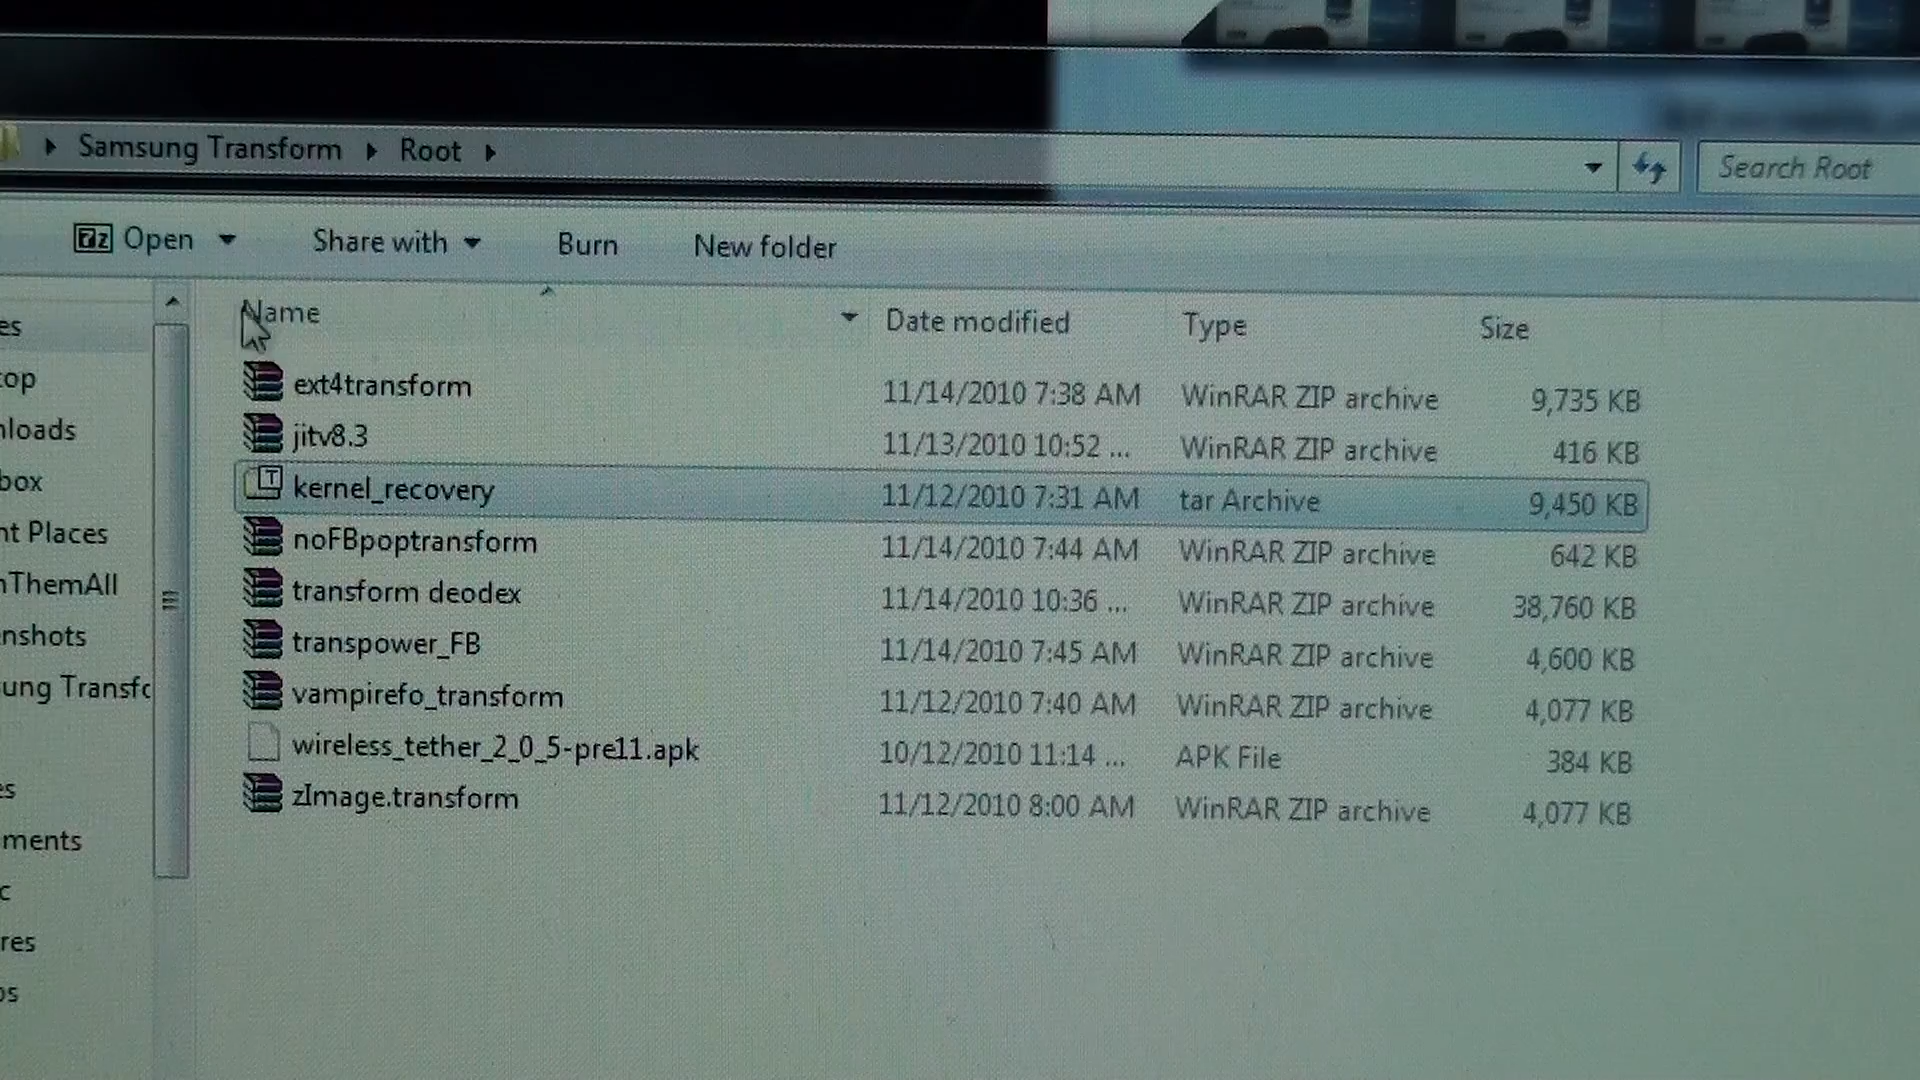 Samsung Transform Root Search Root
Open Share with Burn New folder
Name Date modified Type Size
ext4transform 11/14/2010 7:38 AM WinRAR ZIP archive 9,735 KB
jitv8.3 11/13/2010 10:52 ... WinRAR ZIP archive 416 KB
kernel_recovery 11/12/2010 7:31 AM tar Archive 9,450 KB
noFBpoptransform 11/14/2010 7:44 AM WinRAR ZIP archive 642 KB
transform deodex 11/14/2010 10:36 ... WinRAR ZIP archive 38,760 KB
transpower_FB 11/14/2010 7:45 AM WinRAR ZIP archive 4,600 KB
vampirefo_transform 11/12/2010 7:40 AM WinRAR ZIP archive 4,077 KB
wireless_tether_2_0_5-pre11.apk 10/12/2010 11:14 ... APK File 384 KB
zImage.transform 11/12/2010 8:00 AM WinRAR ZIP archive 4,077 KB
es
top
nloads
box
nt Places
nThemAll
nshots
ung Transfo
es
ments
c
res
os